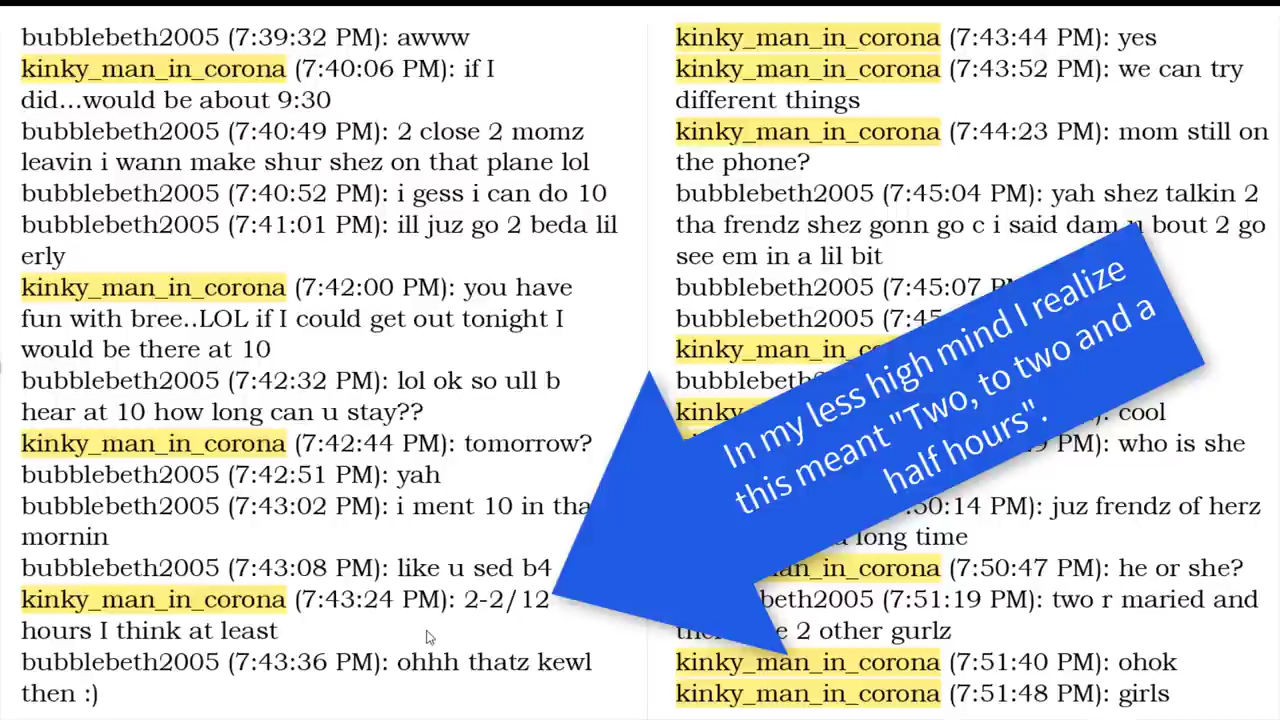 bubblebeth2005 (7:39:32 PM): awww
kinky_man_in_corona (7:40:06 PM): if I
did...would be about 9:30
bubblebeth2005 (7:40:49 PM): 2 close 2 momz
leavin i wann make shur shez on that plane lol
bubblebeth2005 (7:40:52 PM): i gess i can do 10
bubblebeth2005 (7:41:01 PM): ill juz go 2 beda lil
erly
kinky_man_in_corona (7:42:00 PM): you have
fun with bree..LOL if I could get out tonight I
would be there at 10
bubblebeth2005 (7:42:32 PM): lol ok so ull b
hear at 10 how long can u stay??
kinky_man_in_corona (7:42:44 PM): tomorrow?
bubblebeth2005 (7:42:51 PM): yah
bubblebeth2005 (7:43:02 PM): i ment 10 in tha
mornin
bubblebeth2005 (7:43:08 PM): like u sed b4
kinky_man_in_corona (7:43:24 PM): 2-2/12
hours I think at least
bubblebeth2005 (7:43:36 PM): ohhh thatz kewl
then :)
kinky_man_in_corona (7:43:44 PM): yes
kinky_man_in_corona (7:43:52 PM): we can try
different things
kinky_man_in_corona (7:44:23 PM): mom still on
the phone?
bubblebeth2005 (7:45:04 PM): yah shez talkin 2
tha frendz shez gonn go c i said dam u bout 2 go
see em in a lil bit
bubblebeth2005 (7:45:07
bubblebeth2005 (7:45
cool
PM): who is she
:50:14 PM): juz frendz of herz
long time
(7:50:47 PM): he or she?
(7:51:19 PM): two r maried and
2 other gurlz
kinky_man_in_corona (7:51:40 PM): ohok
kinky_man_in_corona (7:51:48 PM): girls
In my less high mind I realize
this meant "Two, to two and a
half hours".